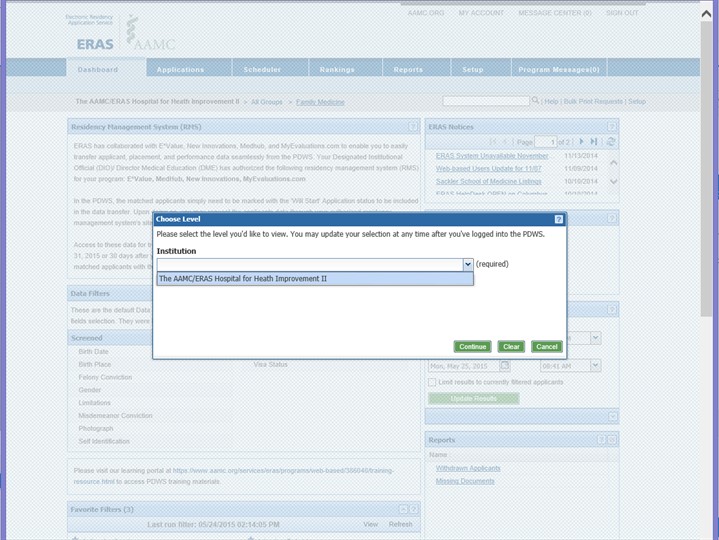 AAMC.ORG MY ACCOUNT MESSAGE CENTER (0) SIGN OUT
Electronic Residency
Application Service
ERAS AAMC
Dashboard Applications Scheduler Rankings Reports Setup Program Messages(0)
The AAMC/ERAS Hospital for Heath Improvement II > All Groups > Family Medicine
| Help | Bulk Print Requests | Setup
Residency Management System (RMS)
ERAS has collaborated with E*Value, New Innovations, Medhub, and MyEvaluations.com to enable you to easily
transfer applicant, placement, and performance data seamlessly from the PDWS. Your Designated Institutional
Official (DIO)/ Director Medical Education (DME) has authorized the following residency management system (RMS)
for your program: E*Value, MedHub, New Innovations, MyEvaluations.com
In the PDWS, the matched applicants simply need to be marked with the 'Will Start' Application status to be included
in the data transfer. Upon
management system's site
Access to these data for t
31, 2015 or 30 days after
matched applicants with th
ERAS Notices
Page 1 of 2
ERAS System Unavailable November ... 11/13/2014
Web-based Users Update for 11/07 11/09/2014
Sackler School of Medicine Listings 10/10/2014
ERAS HelpDesk OPEN on Columbus
Choose Level
Please select the level you'd like to view. You may update your selection at any time after you've logged into the PDWS.
Institution
(required)
The AAMC/ERAS Hospital for Heath Improvement II
Continue Clear Cancel
Data Filters
These are the default Data
fields selection. They were
Screened
Birth Date
Birth Place Visa Status
Felony Conviction
Gender
Limitations
Misdemeanor Conviction
Photograph
Self Identification
Mon, May 25, 2015 08:41 AM
Limit results to currently filtered applicants
Update Results
Reports
Name
Withdrawn Applicants
Missing Documents
Please visit our learning portal at https://www.aamc.org/services/eras/programs/web-based/386040/training-
resource.html to access PDWS training materials
Favorite Filters (3)
Last run filter: 05/24/2015 02:14:05 PM View Refresh